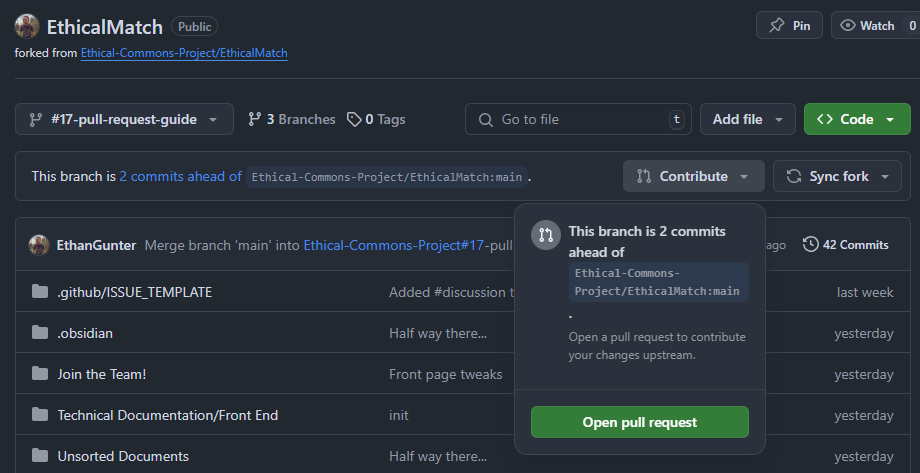 EthicalMatch Public Pin Watch 0
forked from Ethical-Commons-Project/EthicalMatch
#17-pull-request-guide 3 Branches 0 Tags Go to file t Add file Code
This branch is 2 commits ahead of Ethical-Commons-Project/EthicalMatch:main . Contribute Sync fork
This branch is 2 commits
ahead of
Ethical-Commons-
Project/EthicalMatch:main
.
Open a pull request to contribute
your changes upstream.
Open pull request
EthanGunter Merge branch 'main' into Ethical-Commons-Project#17-pull ago 42 Commits
.github/ISSUE_TEMPLATE Added #discussion t last week
.obsidian Half way there... yesterday
Join the Team! Front page tweaks yesterday
Technical Documentation/Front End init yesterday
Unsorted Documents Half way there... yesterday